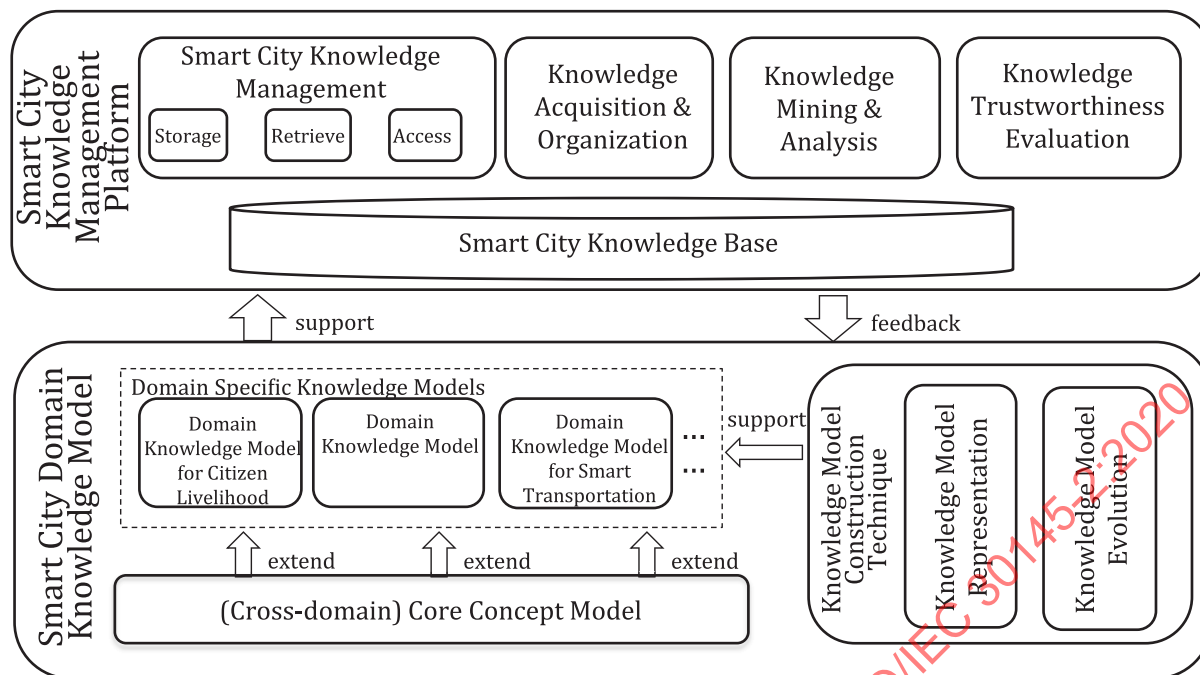 Smart City
Knowledge
Management
Platform
Smart City Knowledge
Management
Storage
Retrieve
Access
Knowledge
Acquisition &
Organization
Knowledge
Mining &
Analysis
Knowledge
Trustworthiness
Evaluation
Smart City Knowledge Base
support
feedback
Smart City Domain
Knowledge Model
Domain Specific Knowledge Models
Domain
Knowledge Model
for Citizen
Livelihood
Domain
Knowledge Model
Domain
Knowledge Model
for Smart
Transportation
...
...
support
Knowledge Model
Construction
Technique
Knowledge Model
Representation
Knowledge Model
Evolution
extend
extend
extend
(Cross-domain) Core Concept Model
/IEC 30145-2:2020